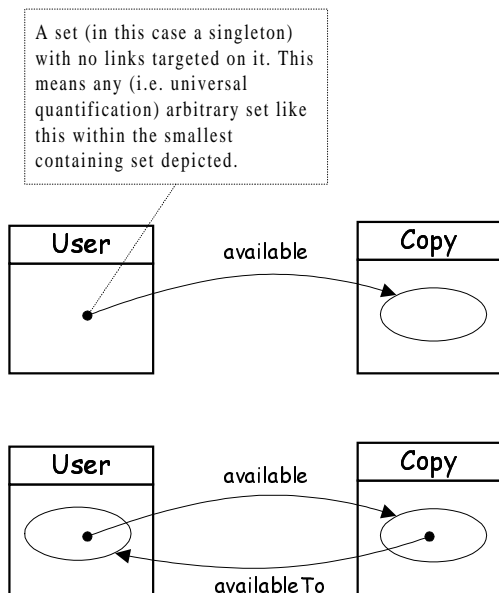 A set (in this case a singleton)
with no links targeted on it. This
means any (i.e. universal
quantification) arbitrary set like
this within the smallest
containing set depicted.
User
available
Copy
User
available
Copy
availableTo